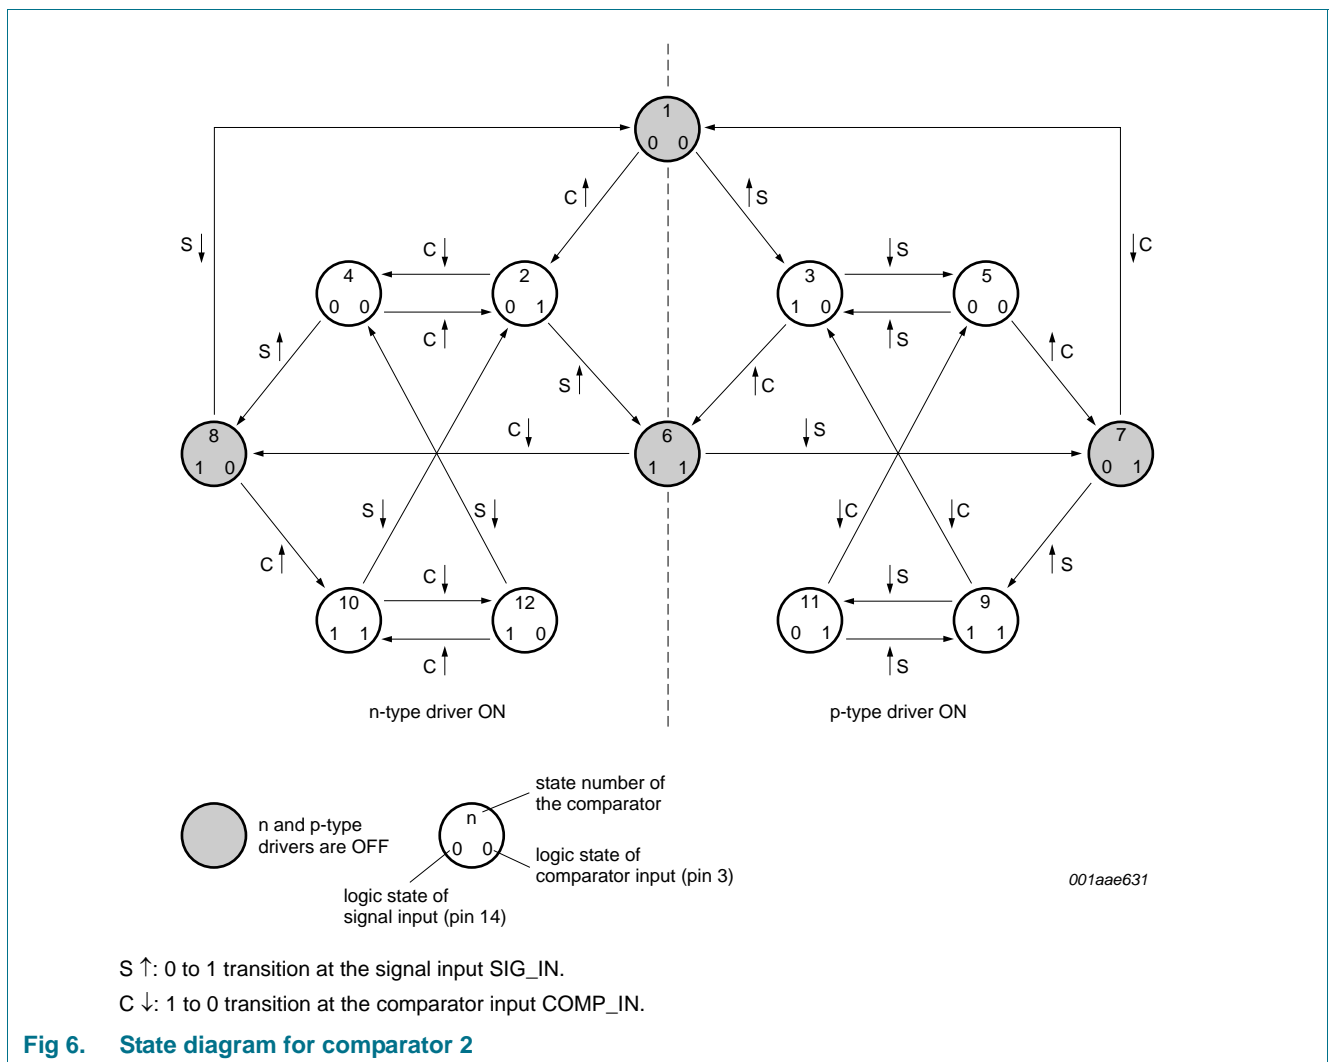 1
0 0
C ↑
↑ S
S ↓
C ↓
↓ S
↓ C
4
0 0
2
0 1
3
1 0
5
0 0
C ↑
↑ S
S ↑
S ↑
↑ C
↑ C
8
1 0
C ↓
6
1 1
↓ S
7
0 1
S ↓
S ↓
↓ C
↓ C
C ↑
C ↓
↓ S
↑ S
10
1 1
12
1 0
11
0 1
9
1 1
C ↑
↑ S
n-type driver ON
p-type driver ON
n and p-type
drivers are OFF
n
0 0
state number of
the comparator
logic state of
comparator input (pin 3)
logic state of
signal input (pin 14)
001aae631
S ↑: 0 to 1 transition at the signal input SIG_IN.
C ↓: 1 to 0 transition at the comparator input COMP_IN.
Fig 6. State diagram for comparator 2